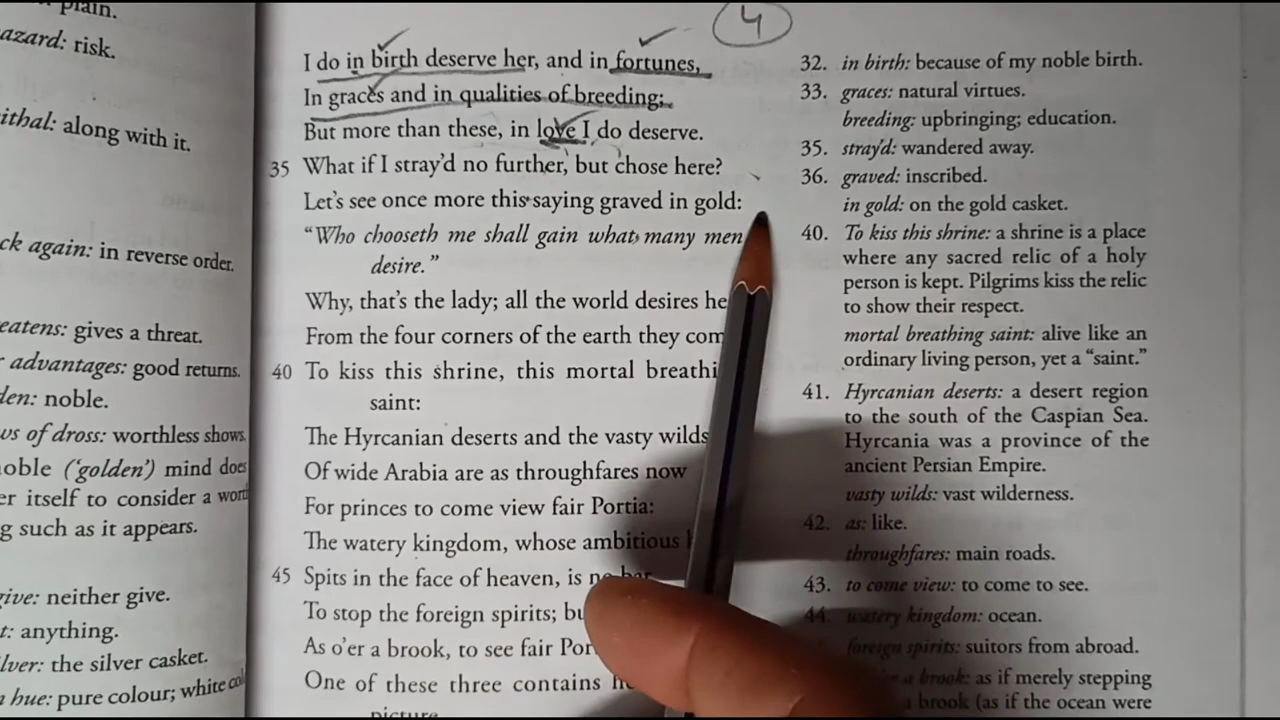 plain.
azard: risk.
ithal: along with it.
ck again: in reverse order.
eatens: gives a threat.
advantages: good returns.
den: noble.
ws of dross: worthless shows.
oble ('golden') mind does
er itself to consider a word
g such as it appears.
give: neither give.
t: anything.
lver: the silver casket.
hue: pure colour; white
4
I do in birth deserve her, and in fortunes,
In graces and in qualities of breeding;
But more than these, in love I do deserve.
35 What if I stray'd no further, but chose here?
Let's see once more this saying graved in gold:
"Who chooseth me shall gain what many men
desire."
Why, that's the lady; all the world desires he
From the four corners of the earth they com
40 To kiss this shrine, this mortal breathi
saint:
The Hyrcanian deserts and the vasty wilds
Of wide Arabia are as throughfares now
For princes to come view fair Portia:
The watery kingdom, whose ambitious
45 Spits in the face of heaven, is no bar
To stop the foreign spirits; bu
As o'er a brook, to see fair Por
One of these three contains
picture.
32. in birth: because of my noble birth.
33. graces: natural virtues.
breeding: upbringing; education.
35. stray'd: wandered away.
36. graved: inscribed.
in gold: on the gold casket.
40. To kiss this shrine: a shrine is a place
where any sacred relic of a holy
person is kept. Pilgrims kiss the relic
to show their respect.
mortal breathing saint: alive like an
ordinary living person, yet a "saint."
41. Hyrcanian deserts: a desert region
to the south of the Caspian Sea.
Hyrcania was a province of the
ancient Persian Empire.
vasty wilds: vast wilderness.
42. as: like.
throughfares: main roads.
43. to come view: to come to see.
44. watery kingdom: ocean.
foreign spirits: suitors from abroad.
a brook: as if merely stepping
a brook (as if the ocean were